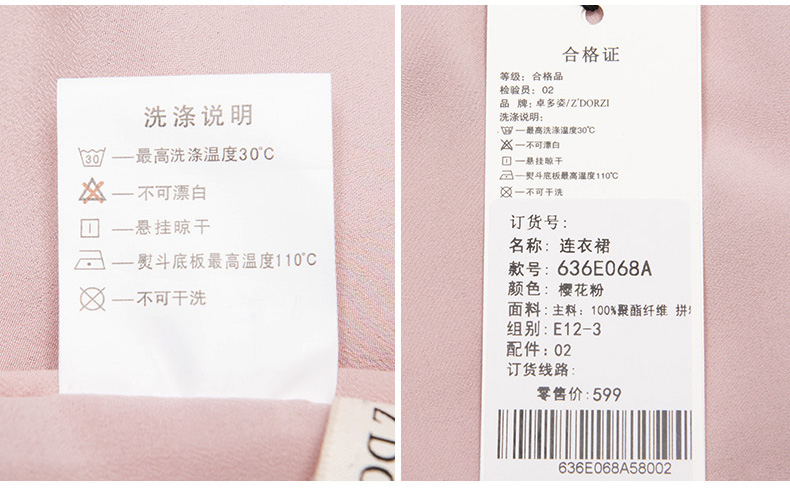 洗涤说明
30 —最高洗涤温度30℃
—不可漂白
—悬挂晾干
—熨斗底板最高温度110℃
—不可干洗
ZDO
合格证
等级: 合格品
检验员: 02
品 牌: 卓多姿/Z'DORZI
洗涤说明:
—最高洗涤温度30℃
—不可漂白
—悬挂晾干
—熨斗底板最高温度110℃
—不可干洗
订货号:
名称: 连衣裙
款号: 636E068A
颜色: 樱花粉
面料: 主料: 100%聚酯纤维 拼
组别: E12-3
配件: 02
订货线路:
零售价: 599
636E068A58002